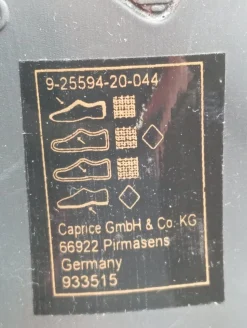 9-25594-20-044
Caprice GmbH & Co. KG
66922 Pirmasens
Germany
933515